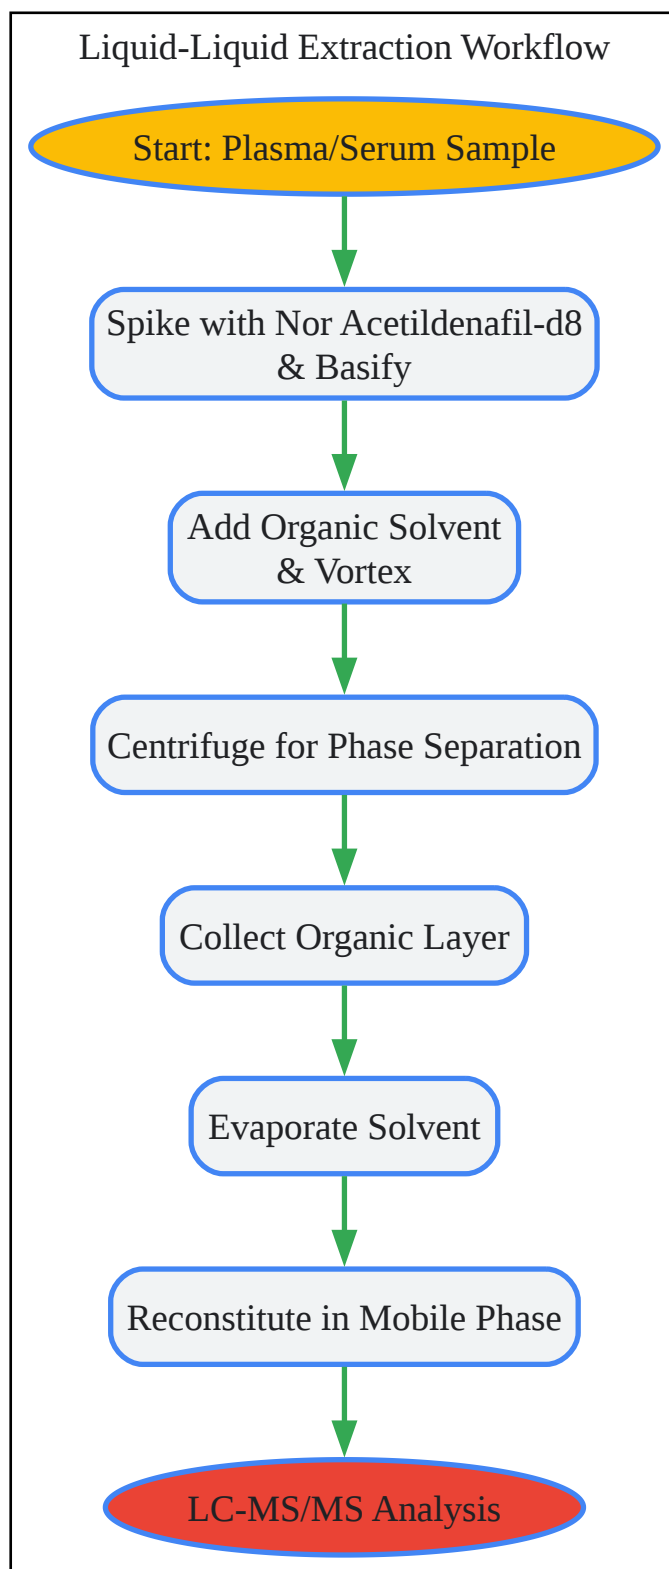 Liquid-Liquid Extraction Workflow
Start: Plasma/Serum Sample
Spike with Nor Acetildenafil-d8
& Basify
Add Organic Solvent
& Vortex
Centrifuge for Phase Separation
Collect Organic Layer
Evaporate Solvent
Reconstitute in Mobile Phase
LC-MS/MS Analysis